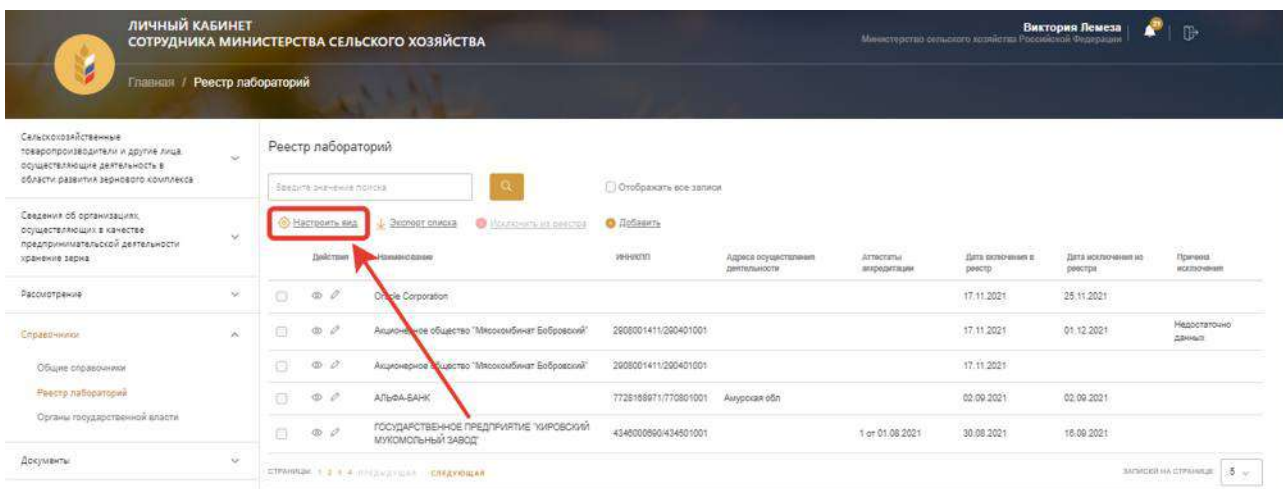 ЛИЧНЫЙ КАБИНЕТ
СОТРУДНИКА МИНИСТЕРСТВА СЕЛЬСКОГО ХОЗЯЙСТВА
Виктория Лемеза
Министерство сельского хозяйства Российской Федерации
21
Главная / Реестр лабораторий
Сельскохозяйственные
товаропроизводители и другие лица,
осуществляющие деятельность в
области развития зернового комплекса
Сведения об организациях,
осуществляющих в качестве
предпринимательской деятельности
хранение зерна
Рассмотрение
Справочники
Общие справочники
Реестр лабораторий
Органы государственной власти
Документы
Реестр лабораторий
Введите значение поиска
Отображать все записи
Настроить вид
Экспорт списка
Исключить из реестра
Добавить
Действия Наименование ИНН/КПП Адреса осуществления деятельности Аттестаты аккредитации Дата включения в реестр Дата исключения из реестра Причина исключения
Oracle Corporation 17.11.2021 25.11.2021
Акционерное общество "Мясокомбинат Бобровский" 2908001411/290401001 17.11.2021 01.12.2021 Недостаточно данных
Акционерное общество "Мясокомбинат Бобровский" 2908001411/290401001 17.11.2021
АЛЬФА-БАНК 7728168971/770801001 Амурская обл 02.09.2021 02.09.2021
ГОСУДАРСТВЕННОЕ ПРЕДПРИЯТИЕ "КИРОВСКИЙ МУКОМОЛЬНЫЙ ЗАВОД" 4346000690/434601001 1 от 01.08.2021 30.08.2021 16.09.2021
СТРАНИЦЫ: 1 2 3 4 ПРЕДЫДУЩАЯ СЛЕДУЮЩАЯ
ЗАПИСЕЙ НА СТРАНИЦЕ: 5